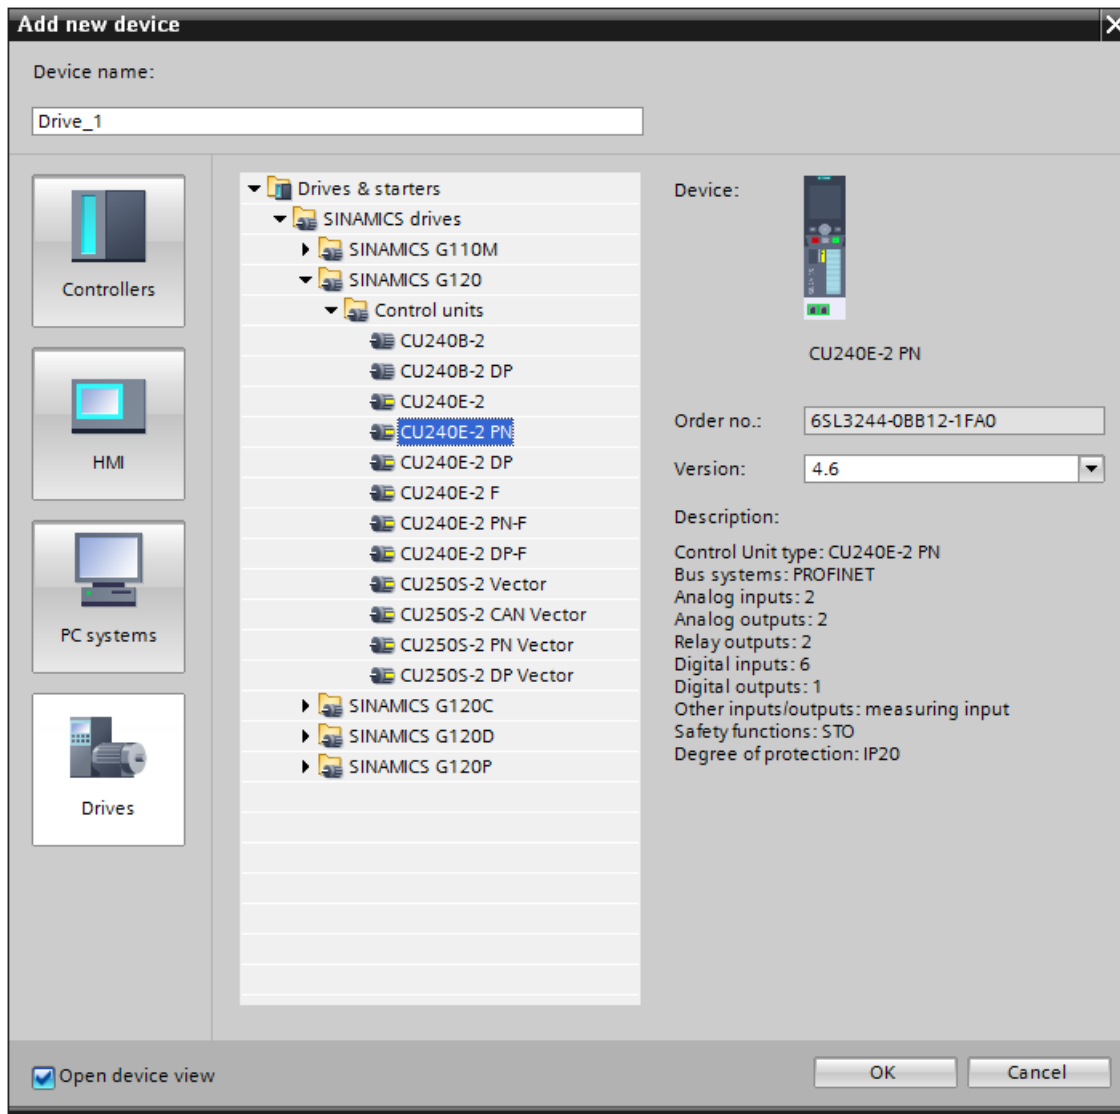 Add new device
Device name:
Drive_1
Controllers
HMI
PC systems
Drives
Drives & starters
SINAMICS drives
SINAMICS G110M
SINAMICS G120
Control units
CU240B-2
CU240B-2 DP
CU240E-2
CU240E-2 PN
CU240E-2 DP
CU240E-2 F
CU240E-2 PN-F
CU240E-2 DP-F
CU250S-2 Vector
CU250S-2 CAN Vector
CU250S-2 PN Vector
CU250S-2 DP Vector
SINAMICS G120C
SINAMICS G120D
SINAMICS G120P
Device:
CU240E-2 PN
Order no.: 6SL3244-0BB12-1FA0
Version: 4.6
Description:
Control Unit type: CU240E-2 PN
Bus systems: PROFINET
Analog inputs: 2
Analog outputs: 2
Relay outputs: 2
Digital inputs: 6
Digital outputs: 1
Other inputs/outputs: measuring input
Safety functions: STO
Degree of protection: IP20
Open device view
OK
Cancel